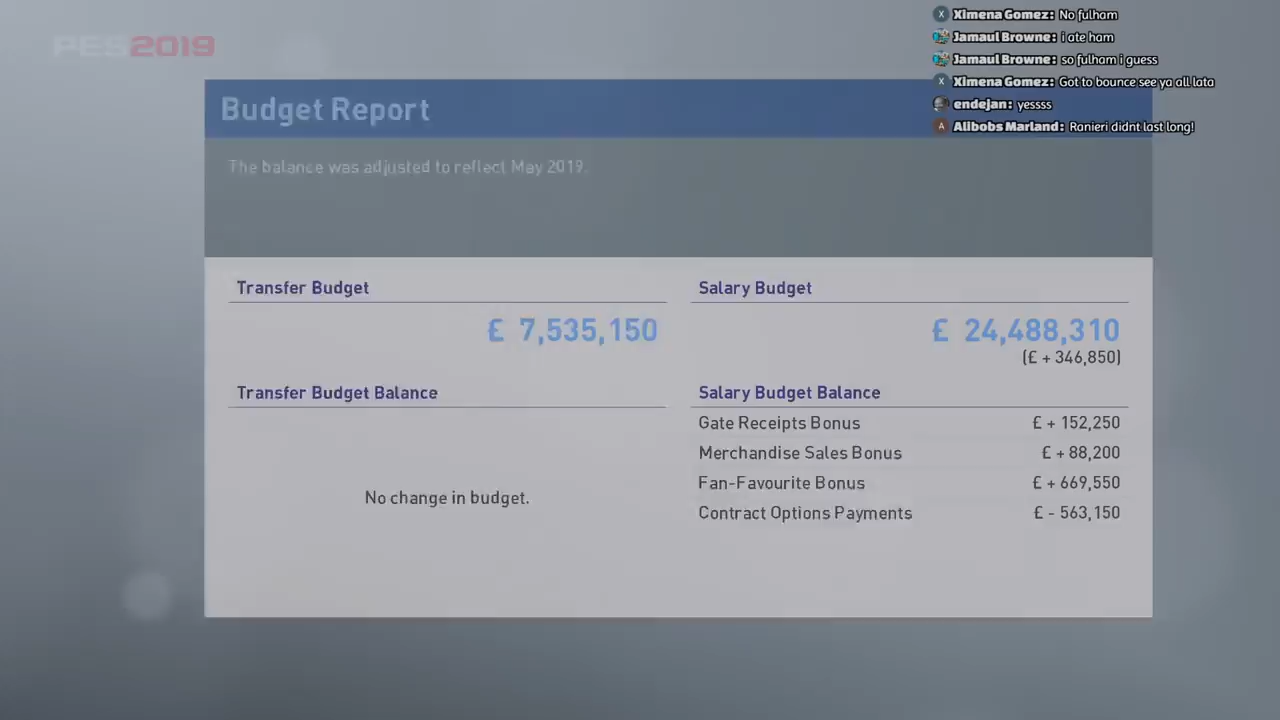 PES2019
X Ximena Gomez: No fulham
Jamaul Browne: i ate ham
Jamaul Browne: so fulham i guess
X Ximena Gomez: Got to bounce see ya all lata
endejan: yessss
A Alibobs Marland: Ranieri didnt last long!
Budget Report
The balance was adjusted to reflect May 2019.
Transfer Budget
£ 7,535,150
Transfer Budget Balance
No change in budget.
Salary Budget
£ 24,488,310
(£ + 346,850)
Salary Budget Balance
Gate Receipts Bonus £ + 152,250
Merchandise Sales Bonus £ + 88,200
Fan-Favourite Bonus £ + 669,550
Contract Options Payments £ - 563,150